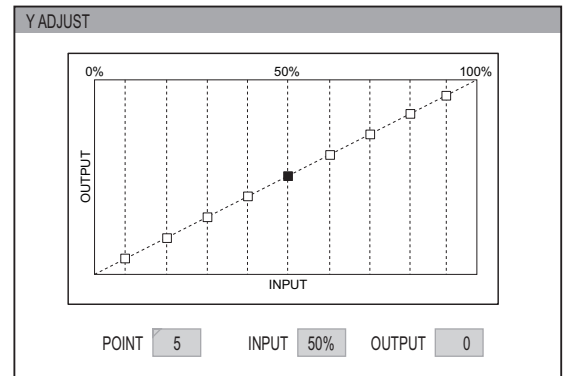 Y ADJUST
0% 50% 100%
OUTPUT
INPUT
POINT 5 INPUT 50% OUTPUT 0